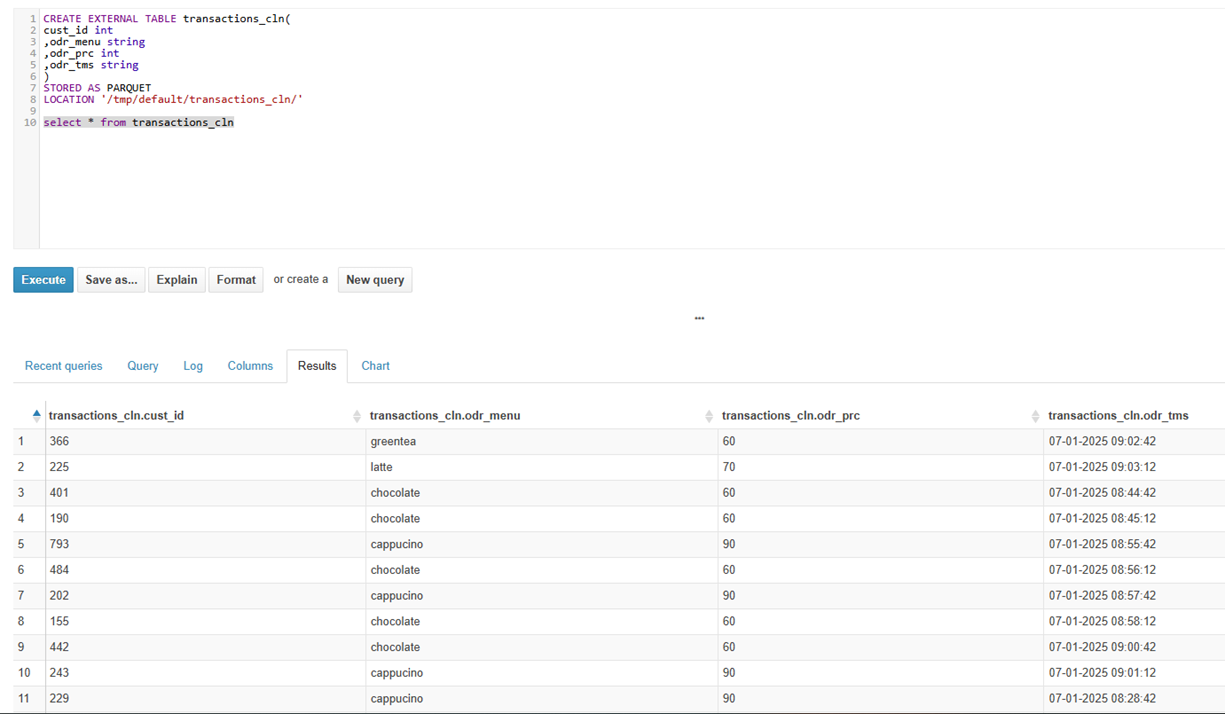 1 CREATE EXTERNAL TABLE transactions_cln(
2 cust_id int
3 ,odr_menu string
4 ,odr_prc int
5 ,odr_tms string
6 )
7 STORED AS PARQUET
8 LOCATION '/tmp/default/transactions_cln/'
9
10 select * from transactions_cln
Execute Save as... Explain Format or create a New query
Recent queries Query Log Columns Results Chart
transactions_cln.cust_id transactions_cln.odr_menu transactions_cln.odr_prc transactions_cln.odr_tms
1 366 greentea 60 07-01-2025 09:02:42
2 225 latte 70 07-01-2025 09:03:12
3 401 chocolate 60 07-01-2025 08:44:42
4 190 chocolate 60 07-01-2025 08:45:12
5 793 cappucino 90 07-01-2025 08:55:42
6 484 chocolate 60 07-01-2025 08:56:12
7 202 cappucino 90 07-01-2025 08:57:42
8 155 chocolate 60 07-01-2025 08:58:12
9 442 chocolate 60 07-01-2025 09:00:42
10 243 cappucino 90 07-01-2025 09:01:12
11 229 cappucino 90 07-01-2025 08:28:42